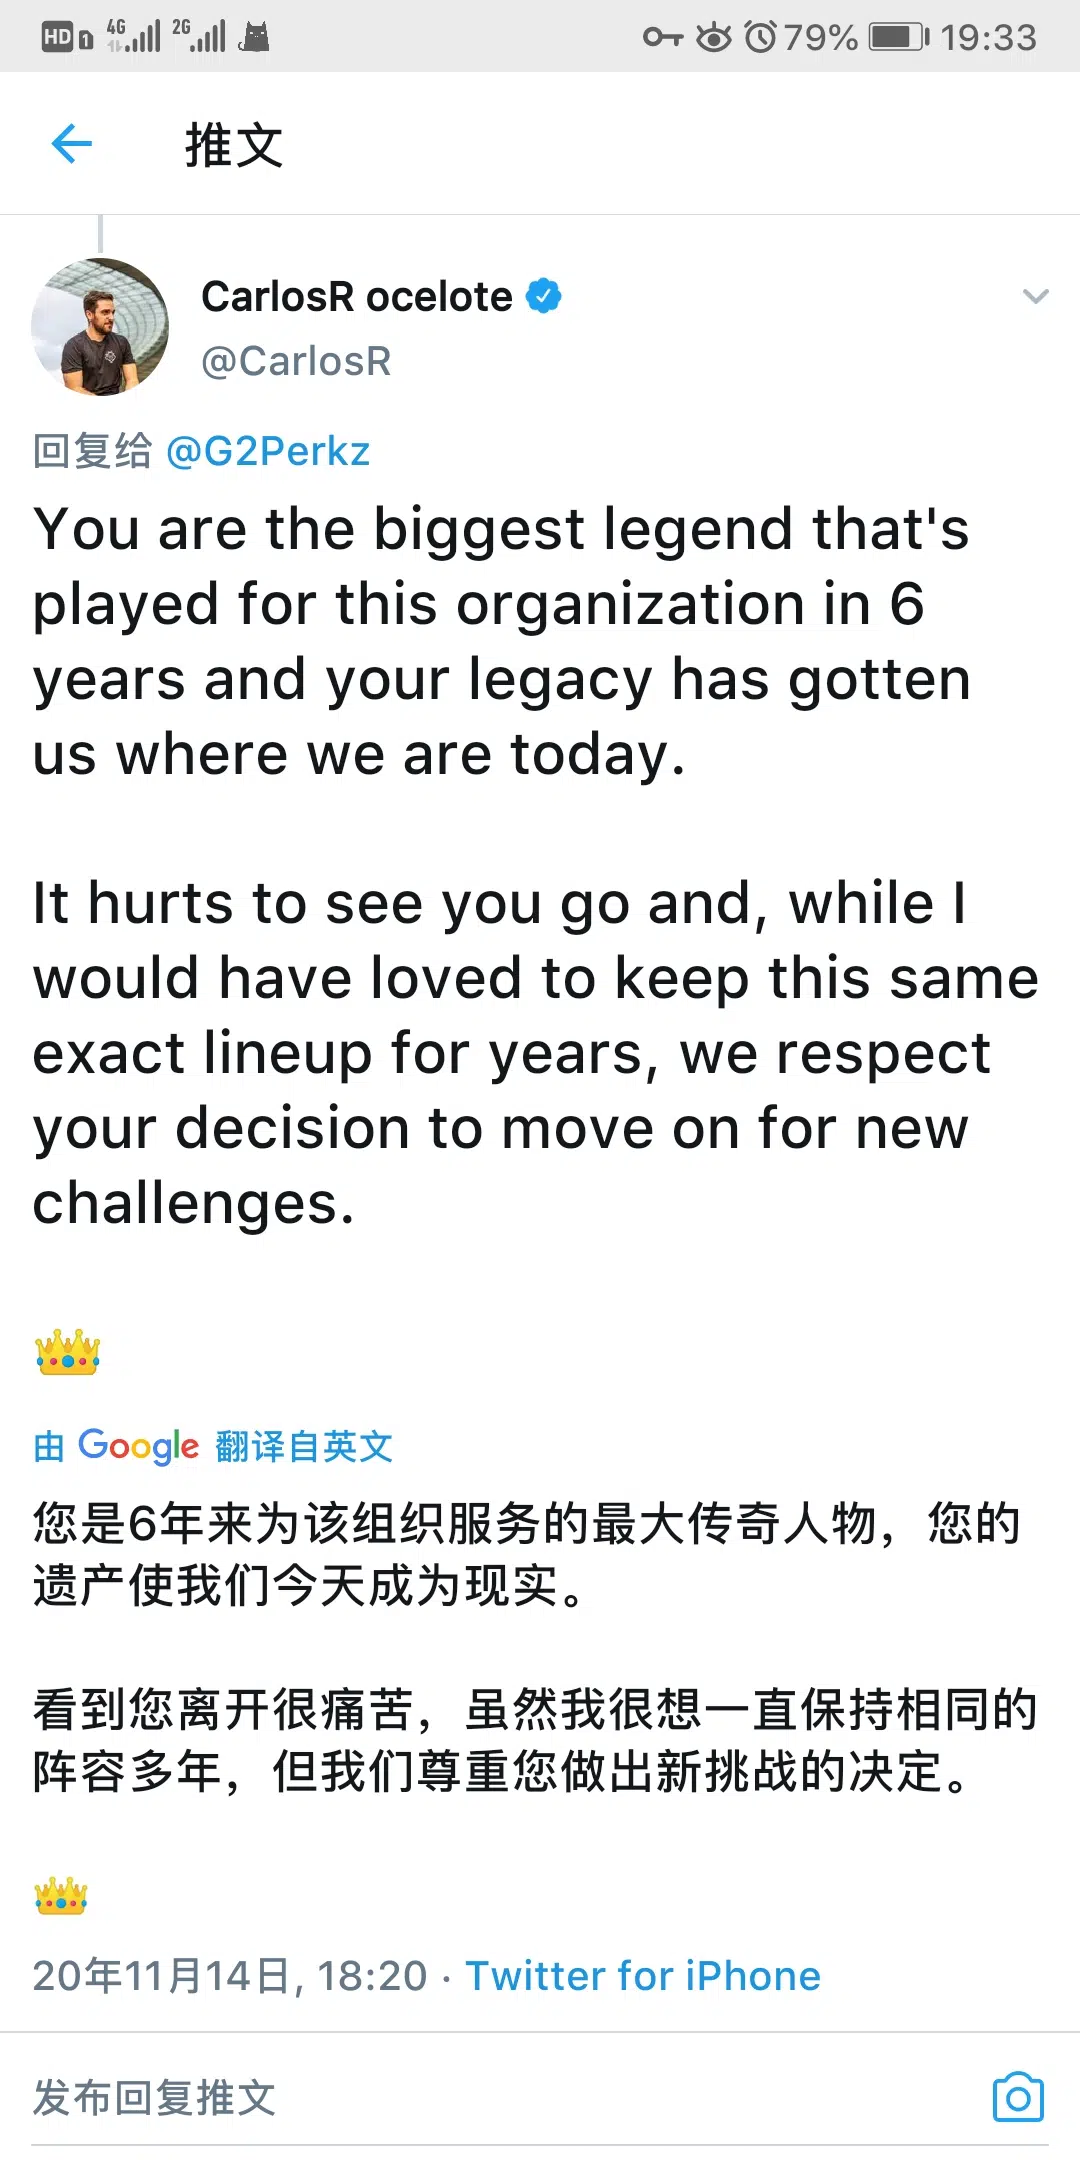 HD 1 4G 2G 79% 19:33
推文
CarlosR ocelote
@CarlosR
回复给 @G2Perkz
You are the biggest legend that's
played for this organization in 6
years and your legacy has gotten
us where we are today.
It hurts to see you go and, while I
would have loved to keep this same
exact lineup for years, we respect
your decision to move on for new
challenges.
由 Google 翻译自英文
您是6年来为该组织服务的最大传奇人物，您的
遗产使我们今天成为现实。
看到您离开很痛苦，虽然我很想一直保持相同的
阵容多年，但我们尊重您做出新挑战的决定。
20年11月14日, 18:20 · Twitter for iPhone
发布回复推文